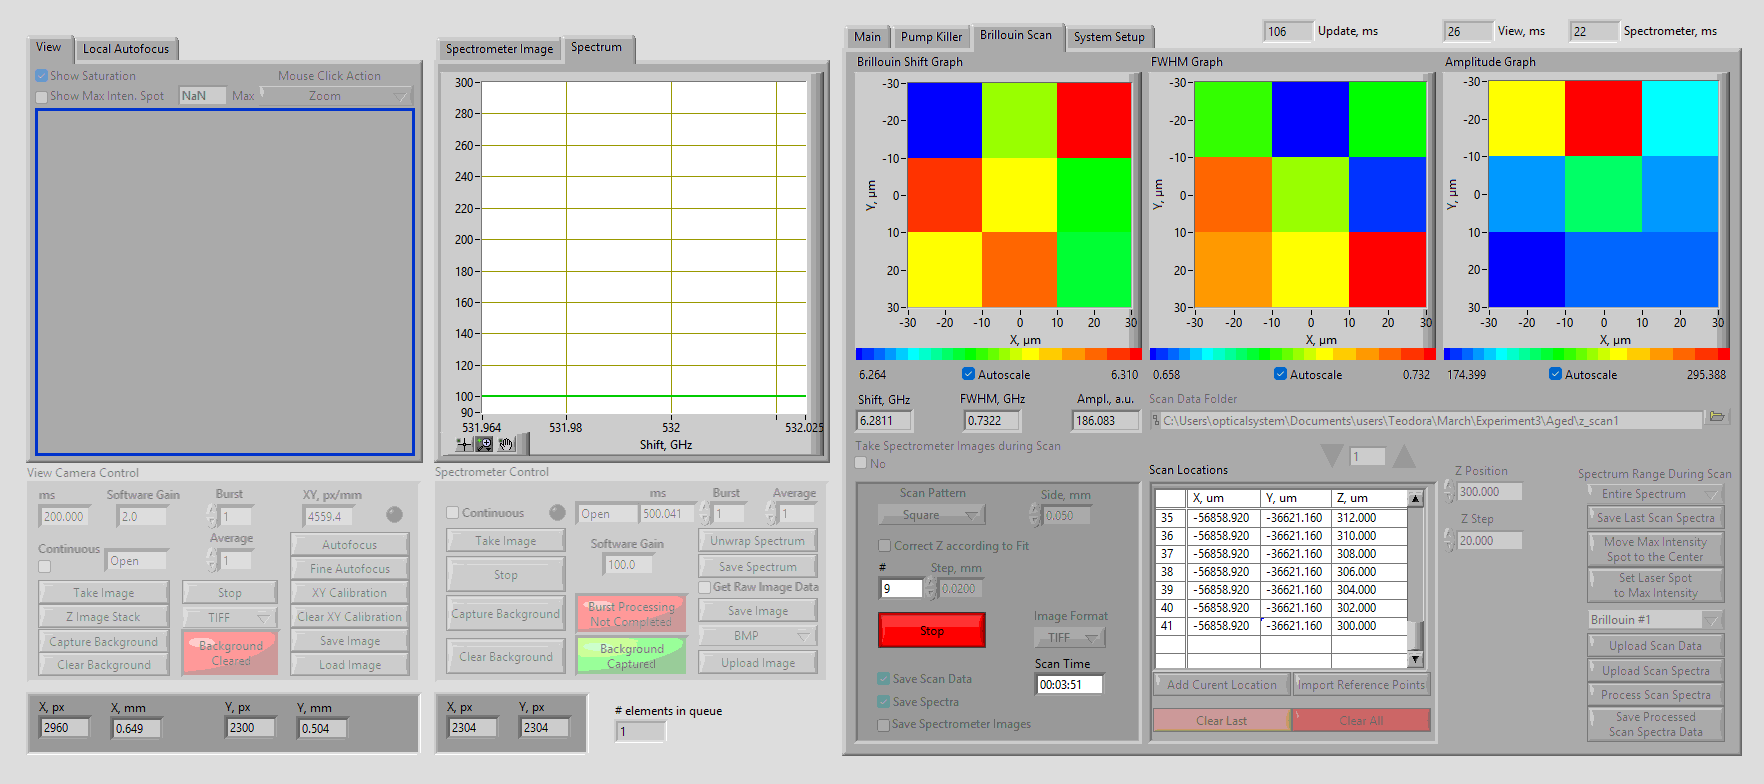 View
Local Autofocus
Show Saturation
Mouse Click Action
Show Max Inten. Spot
NaN
Max
Zoom
View Camera Control
ms
Software Gain
Burst
XY, px/mm
200.000
2.0
1
4559.4
Average
Continuous
Open
1
Autofocus
Fine Autofocus
Take Image
Stop
XY Calibration
Z Image Stack
TIFF
Clear XY Calibration
Capture Background
Background
Cleared
Save Image
Clear Background
Load Image
X, px
X, mm
Y, px
Y, mm
2960
0.649
2300
0.504
Spectrometer Image
Spectrum
300
280
260
240
220
300
180
160
140
120
100
90
531.964
531.98
532
532.025
Shift, GHz
Spectrometer Control
ms
Burst
Average
Continuous
Open
500.041
1
1
Take Image
Software Gain
100.0
Unwrap Spectrum
Stop
Save Spectrum
Get Raw Image Data
Capture Background
Burst Processing
Not Completed
Save Image
BMP
Clear Background
Background
Captured
Upload Image
X, px
Y, px
2304
2304
# elements in queue
1
106
Update, ms
26
View, ms
22
Spectrometer, ms
Main
Pump Killer
Brillouin Scan
System Setup
Brillouin Shift Graph
-30
-20
-10
0
10
20
30
Y, µm
-30
-20
-10
0
10
20
30
X, µm
6.264
Autoscale
6.310
FWHM Graph
-30
-20
-10
0
10
20
30
Y, µm
-30
-20
-10
0
10
20
30
X, µm
0.658
Autoscale
0.732
Amplitude Graph
-30
-20
-10
0
10
20
30
Y, µm
-30
-20
-10
0
10
20
30
X, µm
174.399
Autoscale
295.388
Shift, GHz
FWHM, GHz
Ampl., a.u.
6.2811
0.7322
186.083
Scan Data Folder
C:\Users\opticalsystem\Documents\users\Teodora\March\Experiment3\Aged\z_scan1
Take Spectrometer Images during Scan
No
Scan Pattern
Side, mm
Square
0.050
Correct Z according to Fit
#
Step, mm
9
0.0200
Stop
Image Format
TIFF
Scan Time
00:03:51
Save Scan Data
Save Spectra
Save Spectrometer Images
1
Scan Locations
X, um
Y, um
Z, um
35 -56858.920 -36621.160 312.000
36 -56858.920 -36621.160 310.000
37 -56858.920 -36621.160 308.000
38 -56858.920 -36621.160 306.000
39 -56858.920 -36621.160 304.000
40 -56858.920 -36621.160 302.000
41 -56858.920 -36621.160 300.000
Add Curent Location
Import Reference Points
Clear Last
Clear All
Z Position
300.000
Z Step
20.000
Spectrum Range During Scan
Entire Spectrum
Save Last Scan Spectra
Move Max Intensity
Spot to the Center
Set Laser Spot
to Max Intensity
Brillouin #1
Upload Scan Data
Upload Scan Spectra
Process Scan Spectra
Save Processed
Scan Spectra Data